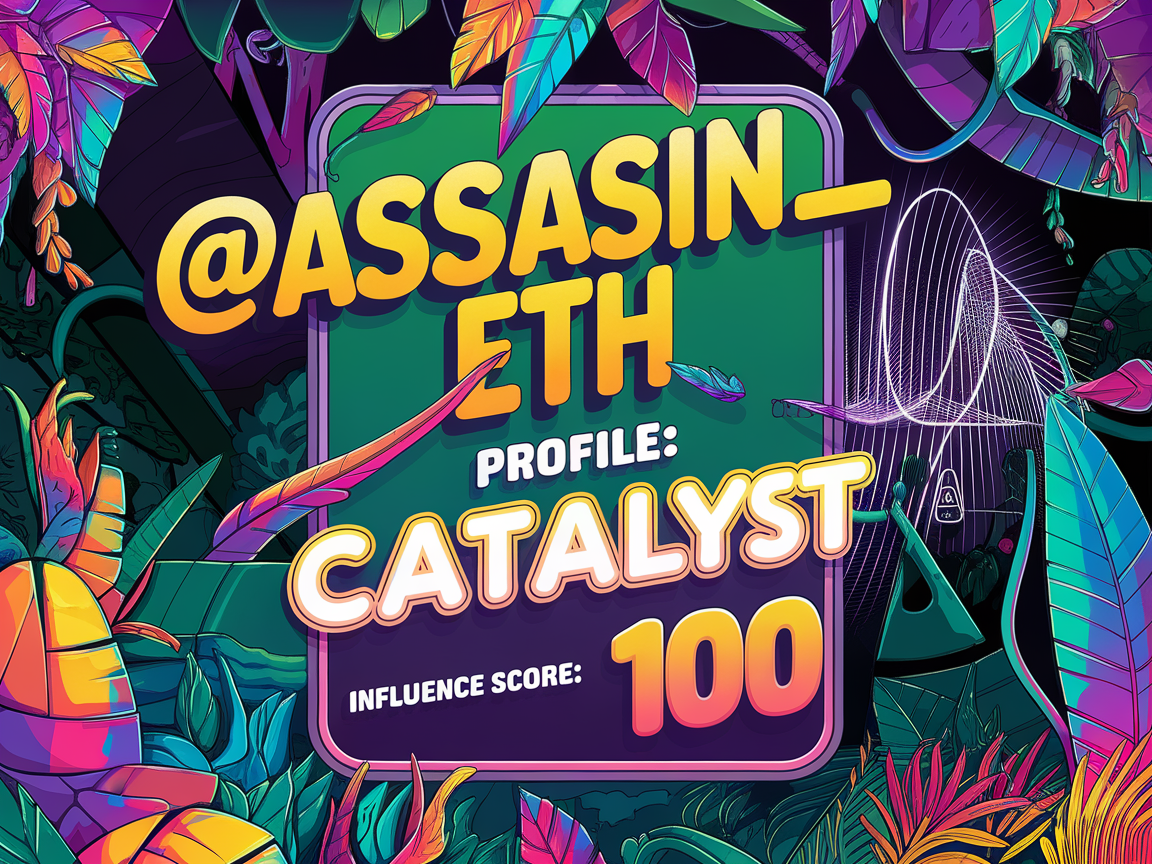 @ASSASIN_
ETH
PROFILE:
CATALYST
INFLUENCE SCORE: 100